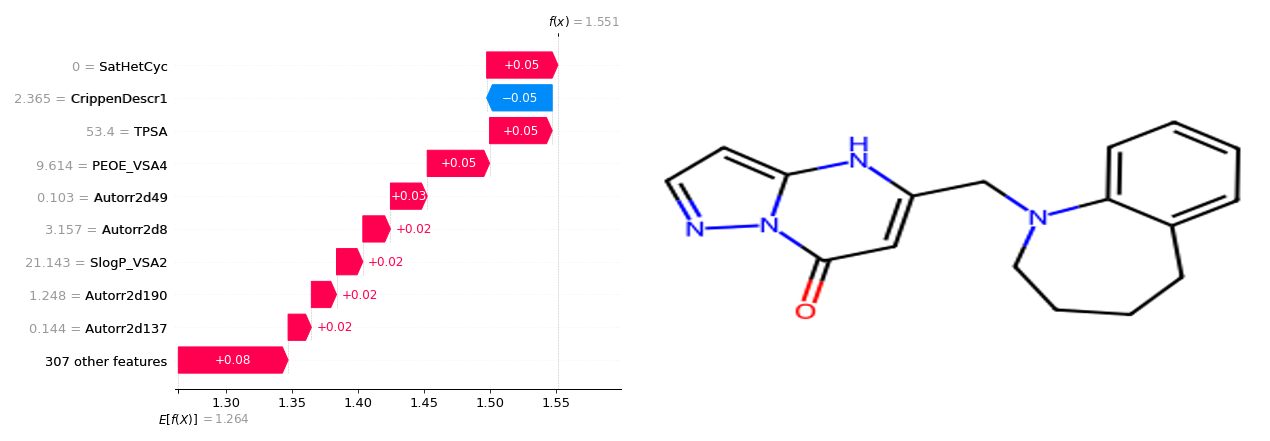 f(x) = 1.551
0 = SatHetCyc +0.05
2.365 = CrippenDescr1 −0.05
53.4 = TPSA +0.05
9.614 = PEOE_VSA4 +0.05
0.103 = Autorr2d49 +0.03
3.157 = Autorr2d8 +0.02
21.143 = SlogP_VSA2 +0.02
1.248 = Autorr2d190 +0.02
0.144 = Autorr2d137 +0.02
307 other features +0.08
1.30 1.35 1.40 1.45 1.50 1.55
E[f(X)] = 1.264
H
N
N
N
N
O